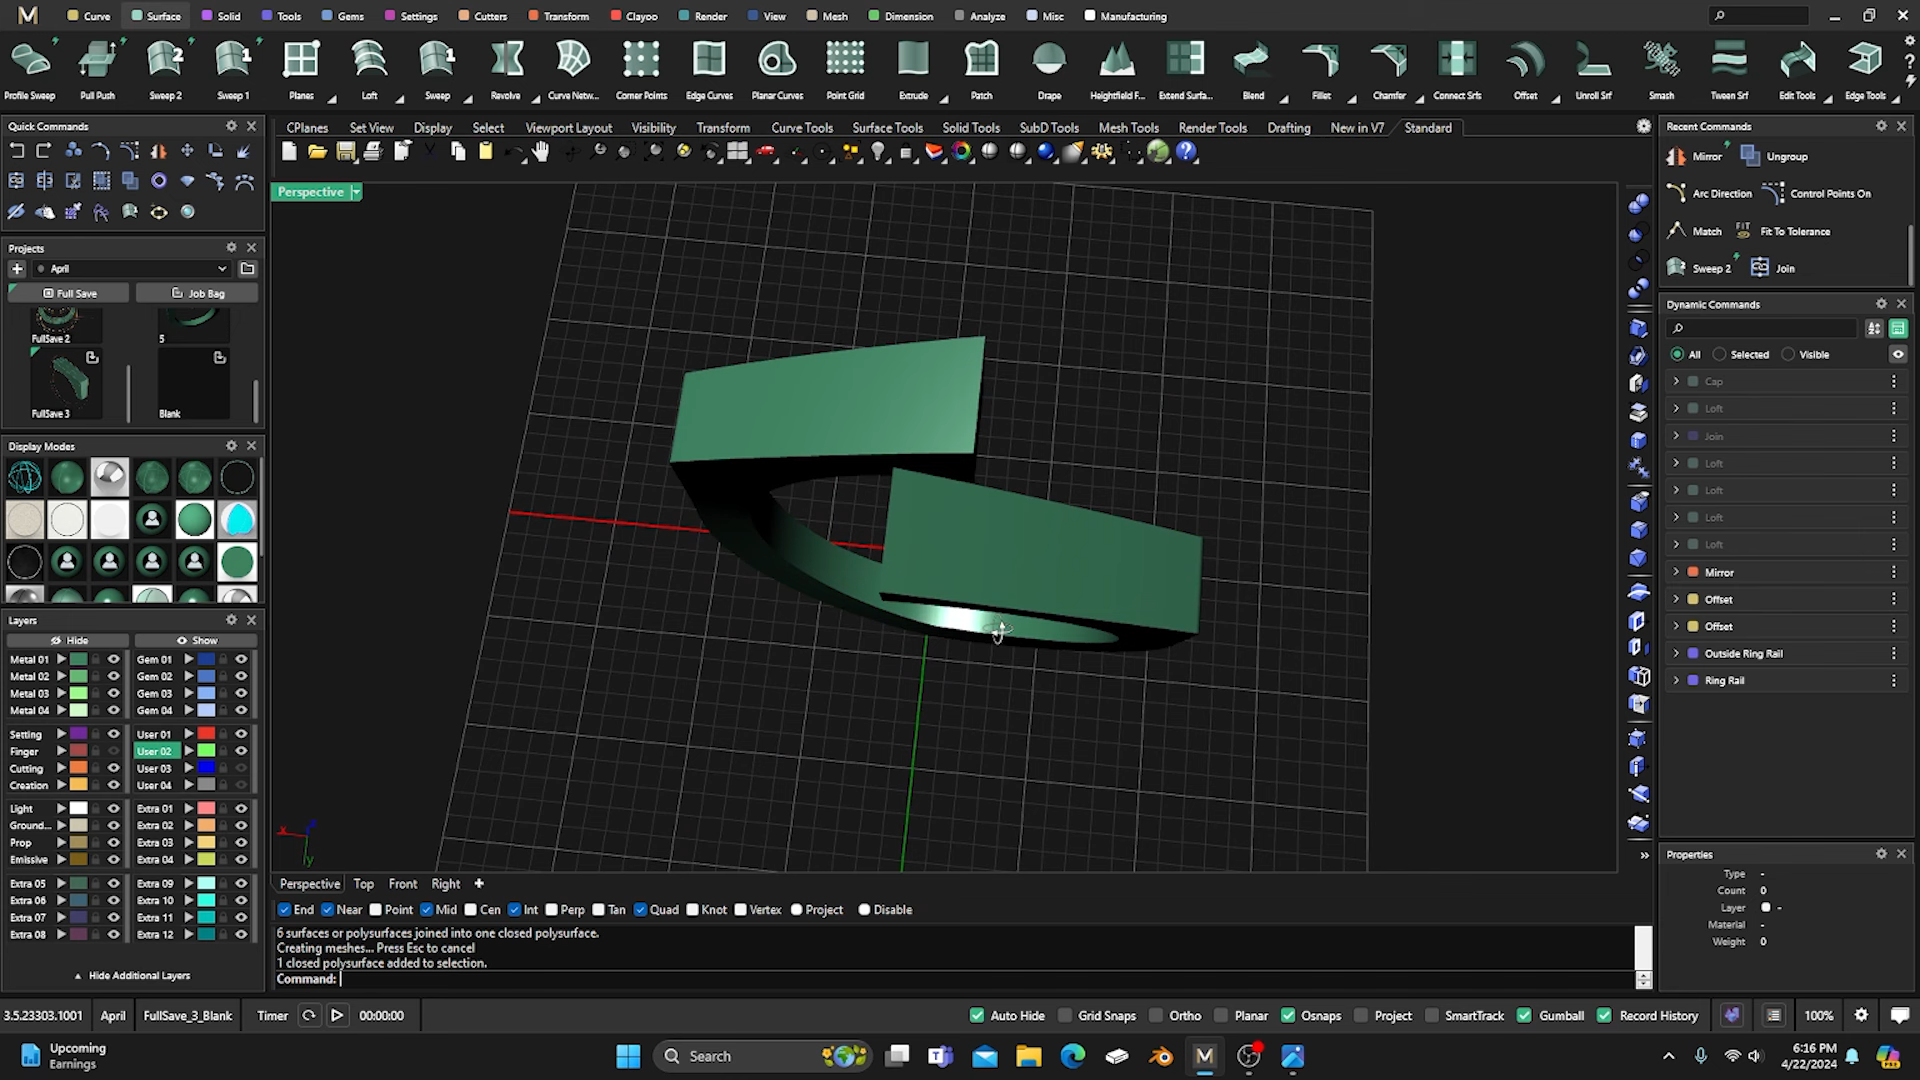 Curve Surface Solid Tools Gems Settings Cutters Transform Clayoo Render View Mesh Dimension Analyze Misc Manufacturing
Profile Sweep Pull Push Sweep 2 Sweep 1 Planes Loft Sweep Revolve Curve Netw... Corner Points Edge Curves Planar Curves Point Grid Extrude Patch Drape Heightfield F... Extend Surfa... Blend Fillet Chamfer Connect Srfs Offset Unroll Srf Smash Tween Srf Edit Tools Edge Tools
Quick Commands
CPlanes Set View Display Select Viewport Layout Visibility Transform Curve Tools Surface Tools Solid Tools SubD Tools Mesh Tools Render Tools Drafting New in V7 Standard
Perspective
Projects
April
Full Save Job Bag
FullSave 2 5
FullSave 3 Blank
Display Modes
Layers
Hide Show
Metal 01 Gem 01
Metal 02 Gem 02
Metal 03 Gem 03
Metal 04 Gem 04
Setting User 01
Finger User 02
Cutting User 03
Creation User 04
Light Extra 01
Ground... Extra 02
Prop Extra 03
Emissive Extra 04
Extra 05 Extra 09
Extra 06 Extra 10
Extra 07 Extra 11
Extra 08 Extra 12
Hide Additional Layers
x
y
Perspective Top Front Right
End Near Point Mid Cen Int Perp Tan Quad Knot Vertex Project Disable
6 surfaces or polysurfaces joined into one closed polysurface.
Creating meshes... Press Esc to cancel
1 closed polysurface added to selection.
Command:
Recent Commands
Mirror Ungroup
Arc Direction Control Points On
Match FIT Fit To Tolerance
Sweep 2 Join
Dynamic Commands
All Selected Visible
Cap
Loft
Join
Loft
Loft
Loft
Loft
Mirror
Offset
Offset
Outside Ring Rail
Ring Rail
Properties
Type -
Count 0
Layer -
Material -
Weight 0
3.5.23303.1001 April FullSave_3_Blank Timer 00:00:00 Auto Hide Grid Snaps Ortho Planar Osnaps Project SmartTrack Gumball Record History 100%
Upcoming
Earnings
Search
6:16 PM
4/22/2024